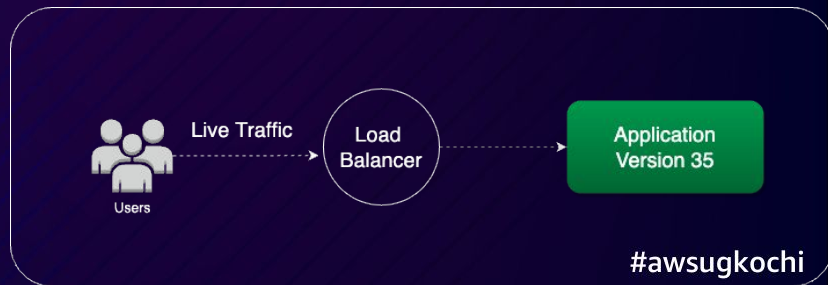 Live Traffic
Load
Balancer
Application
Version 35
Users
#awsugkochi